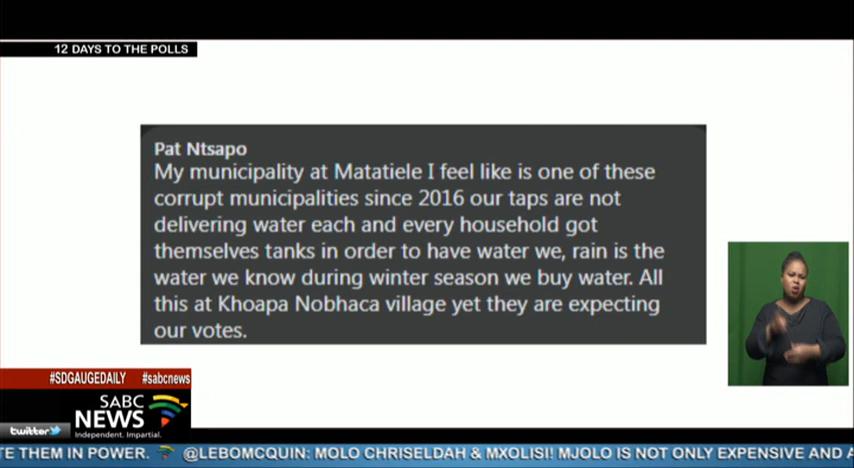 12 DAYS TO THE POLLS
Pat Ntsapo
My municipality at Matatiele I feel like is one of these
corrupt municipalities since 2016 our taps are not
delivering water each and every household got
themselves tanks in order to have water we, rain is the
water we know during winter season we buy water. All
this at Khoapa Nobhaca village yet they are expecting
our votes.
#SDGAUGEDAILY #sabcnews
SABC
NEWS
Independent. Impartial.
twitter
TE THEM IN POWER. @LEBOMCQUIN: MOLO CHRISELDAH & MXOLISI! MJOLO IS NOT ONLY EXPENSIVE AND A